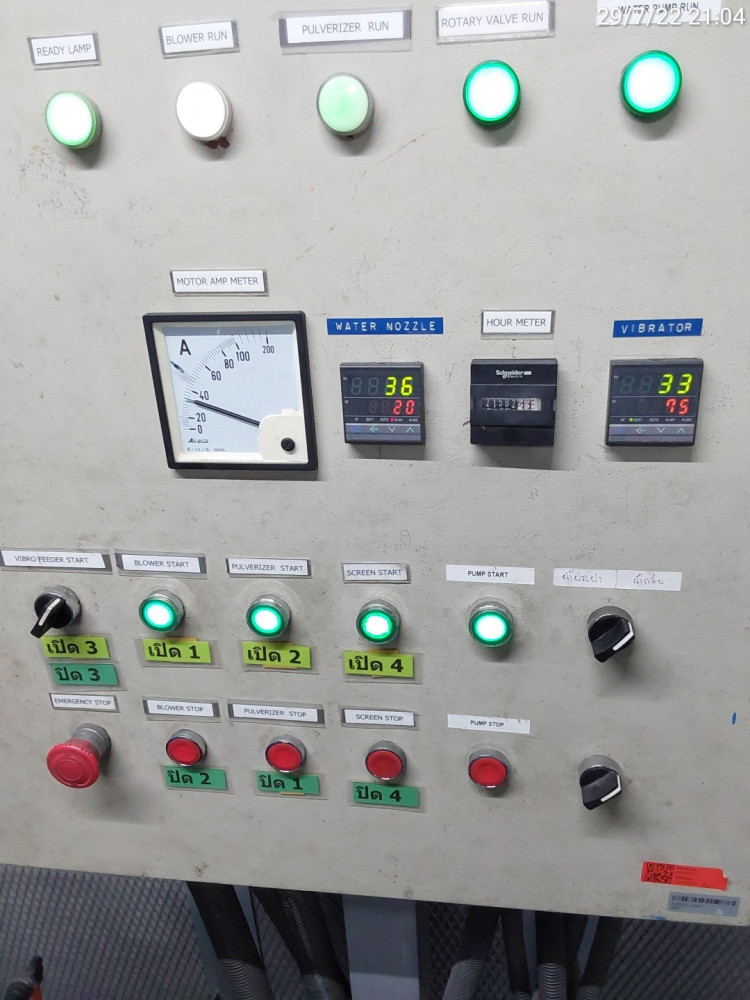 29/7/22 21:04
READY LAMP
BLOWER RUN
PULVERIZER RUN
ROTARY VALVE RUN
WATER PUMP RUN
MOTOR AMP METER
A
0
20
40
60
80
100
200
WATER NOZZLE
36
20
HOUR METER
Schneider
Electric
VIBRATOR
33
75
VIBRO FEEDER START
BLOWER START
PULVERIZER START
SCREEN START
PUMP START
เปิด 3
เปิด 1
เปิด 2
เปิด 4
ปิด 3
EMERGENCY STOP
BLOWER STOP
PULVERIZER STOP
SCREEN STOP
PUMP STOP
ปิด 2
ปิด 1
ปิด 4